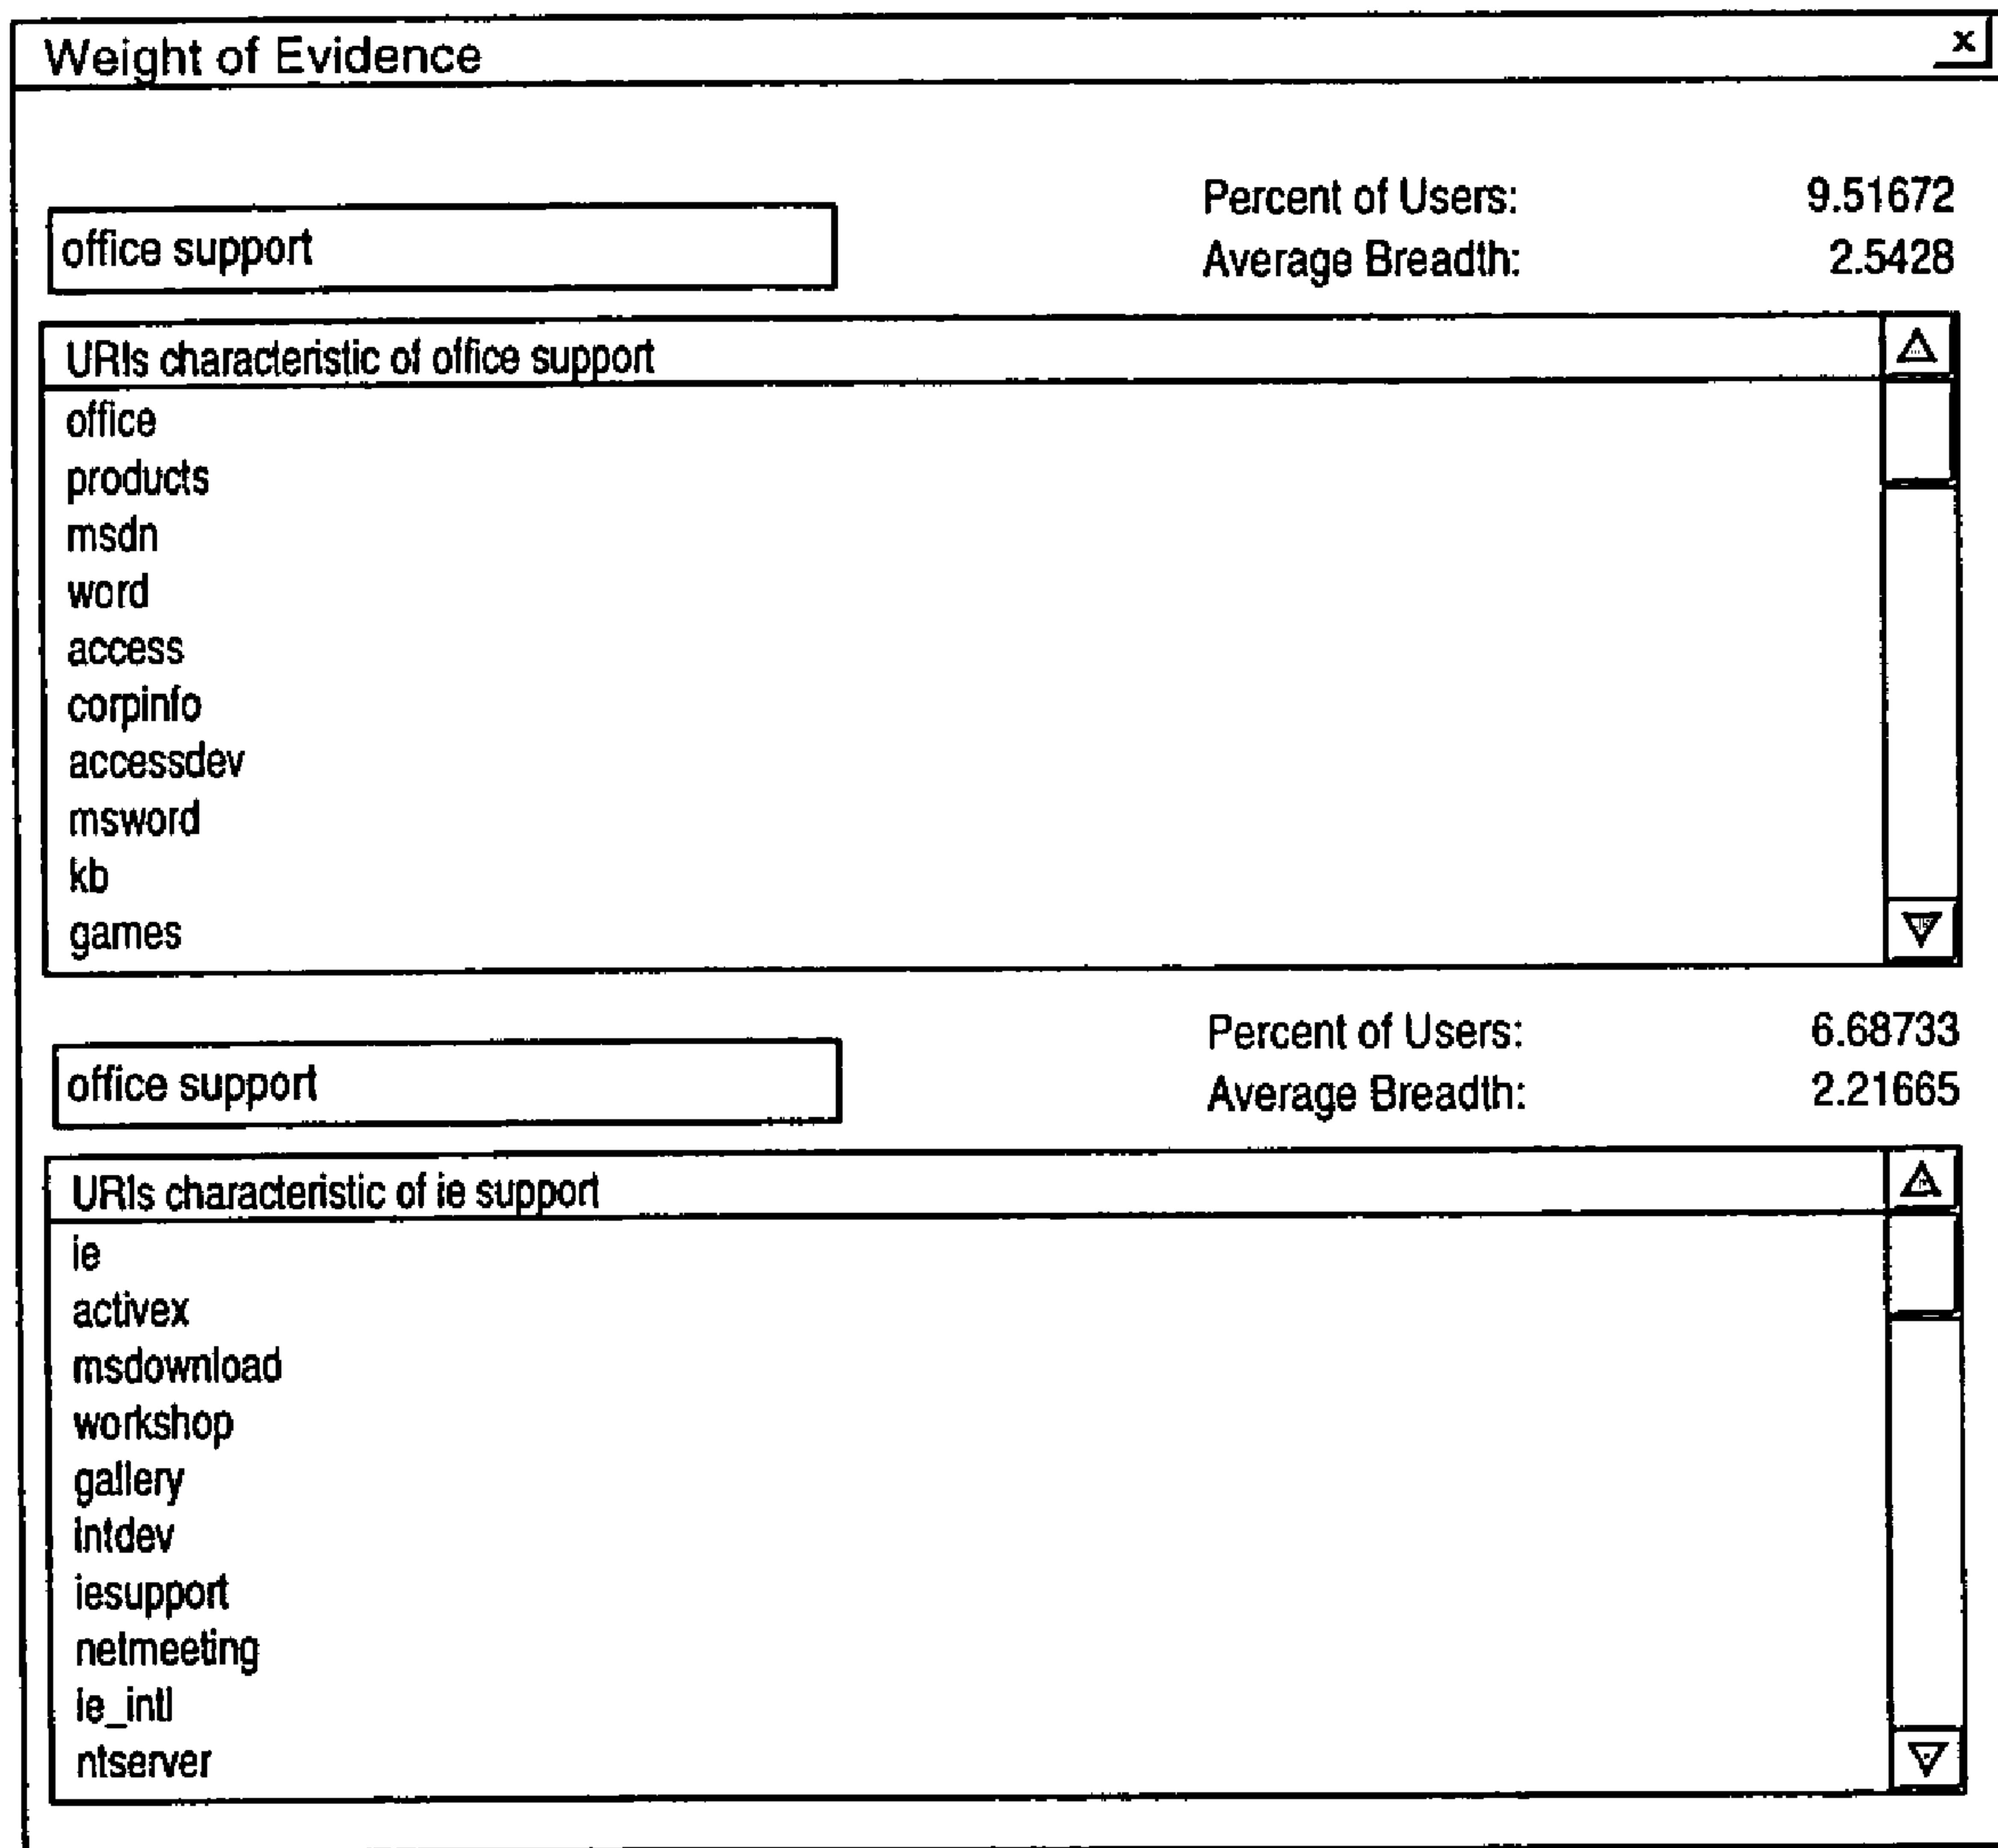 Weight of Evidence x
office support
Percent of Users: 9.51672
Average Breadth: 2.5428
URIs characteristic of office support
office
products
msdn
word
access
corpinfo
accessdev
msword
kb
games
office support
Percent of Users: 6.68733
Average Breadth: 2.21665
URIs characteristic of ie support
ie
activex
msdownload
workshop
gallery
intdev
iesupport
netmeeting
ie_intl
ntserver